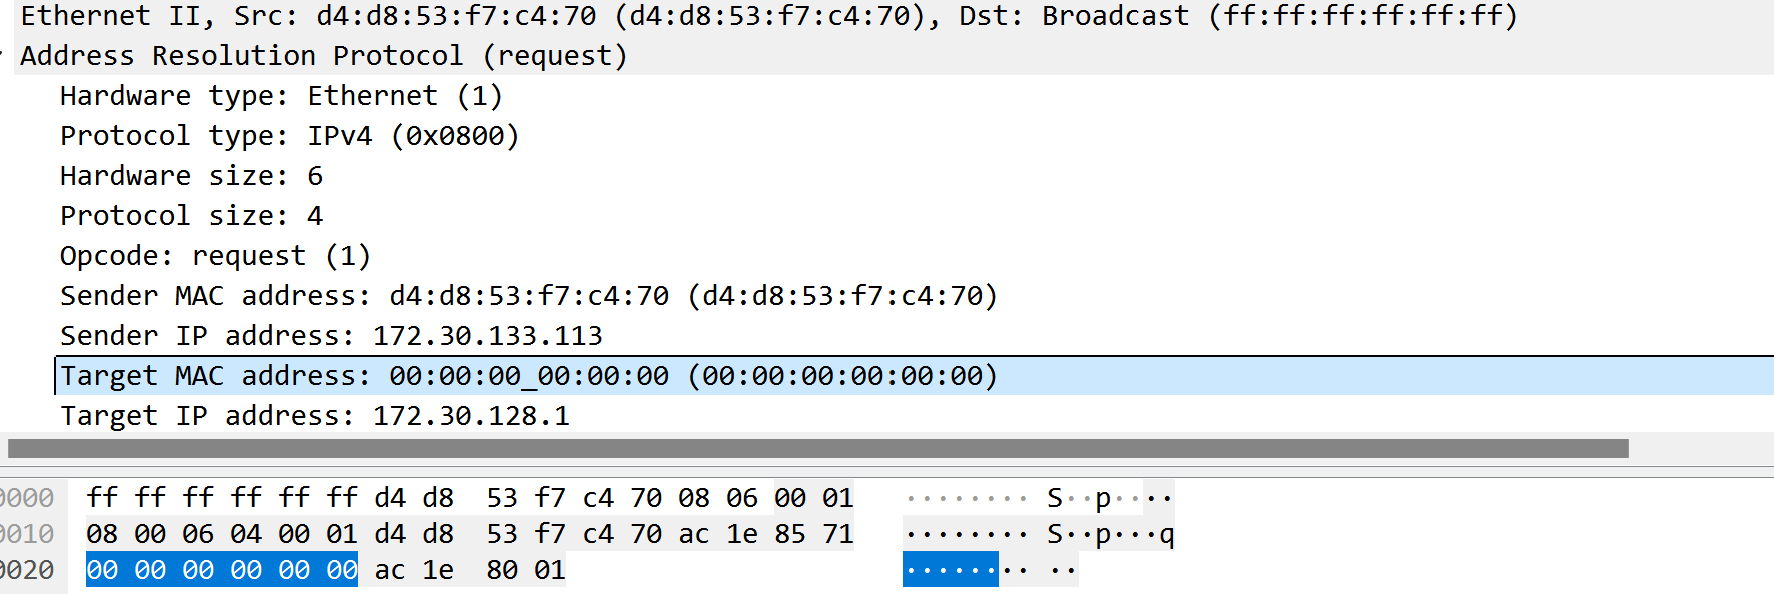 Ethernet II, Src: d4:d8:53:f7:c4:70 (d4:d8:53:f7:c4:70), Dst: Broadcast (ff:ff:ff:ff:ff:ff)
Address Resolution Protocol (request)
Hardware type: Ethernet (1)
Protocol type: IPv4 (0x0800)
Hardware size: 6
Protocol size: 4
Opcode: request (1)
Sender MAC address: d4:d8:53:f7:c4:70 (d4:d8:53:f7:c4:70)
Sender IP address: 172.30.133.113
Target MAC address: 00:00:00_00:00:00 (00:00:00:00:00:00)
Target IP address: 172.30.128.1
0000 ff ff ff ff ff ff d4 d8 53 f7 c4 70 08 06 00 01 ········ S··p····
0010 08 00 06 04 00 01 d4 d8 53 f7 c4 70 ac 1e 85 71 ········ S··p···q
0020 00 00 00 00 00 00 ac 1e 80 01 ········ ··